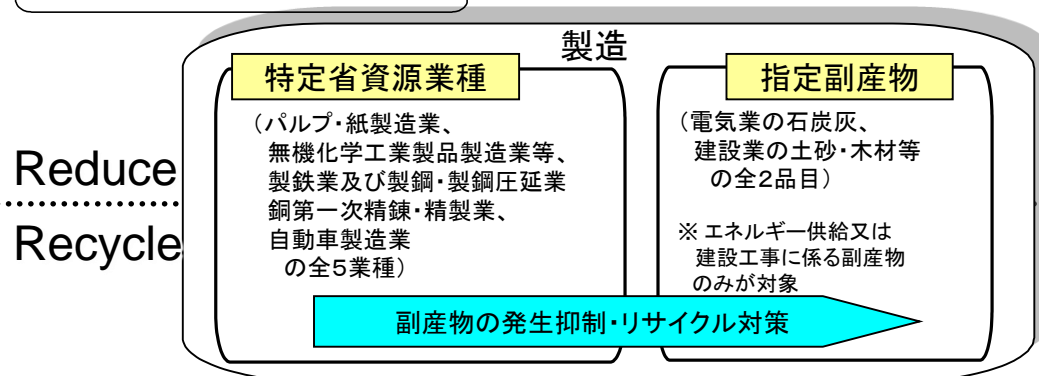 製造
特定省資源業種
(パルプ・紙製造業、
無機化学工業製品製造業等、
製鉄業及び製鋼・製鋼圧延業
銅第一次精錬・精製業、
自動車製造業
の全5業種)
指定副産物
(電気業の石炭灰、
建設業の土砂・木材等
の全2品目)
※ エネルギー供給又は
建設工事に係る副産物
のみが対象
Reduce
Recycle
副産物の発生抑制・リサイクル対策